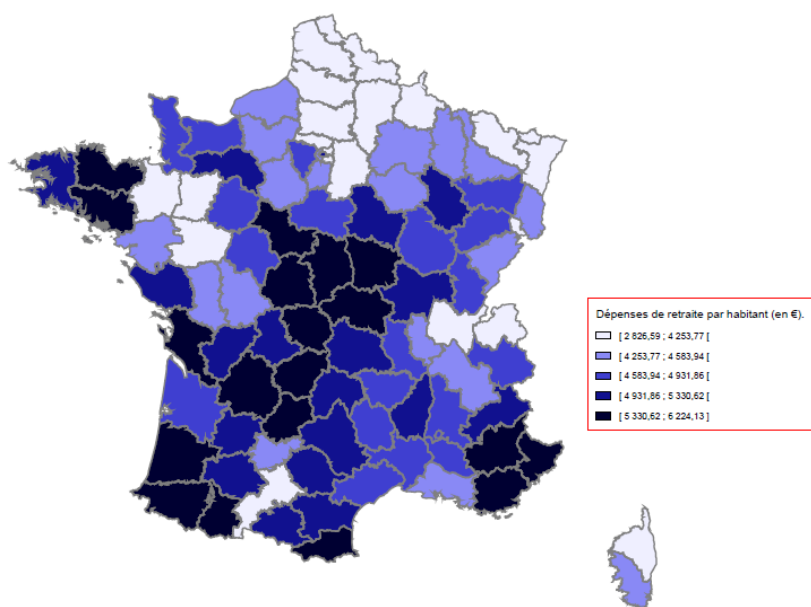 Dépenses de retraite par habitant (en €).
[ 2 826,59 ; 4 253,77 [
[ 4 253,77 ; 4 583,94 [
[ 4 583,94 ; 4 931,86 [
[ 4 931,86 ; 5 330,62 [
[ 5 330,62 ; 6 224,13 ]